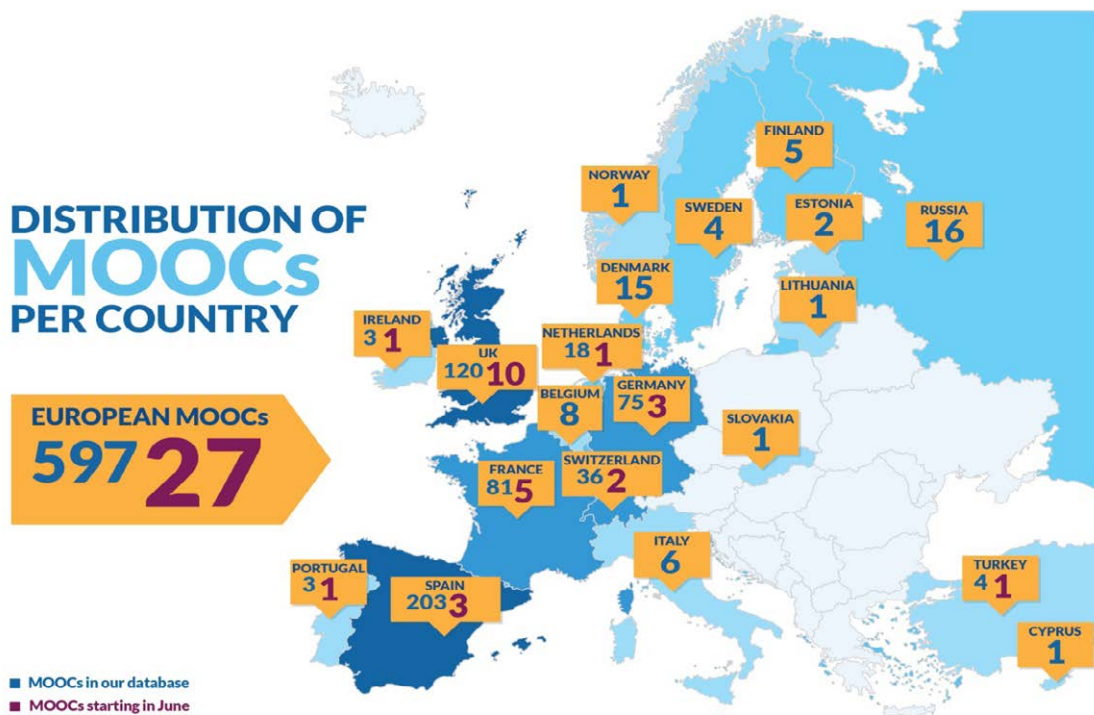 DISTRIBUTION OF
MOOCs
PER COUNTRY
EUROPEAN MOOCs
597 27
FINLAND
5
NORWAY
1
SWEDEN
4
ESTONIA
2
RUSSIA
16
DENMARK
15
LITHUANIA
1
IRELAND
3 1
UK
120 10
NETHERLANDS
18 1
BELGIUM
8
GERMANY
75 3
SLOVAKIA
1
FRANCE
81 5
SWITZERLAND
36 2
ITALY
6
PORTUGAL
3 1
SPAIN
203 3
TURKEY
4 1
CYPRUS
1
MOOCs in our database
MOOCs starting in June